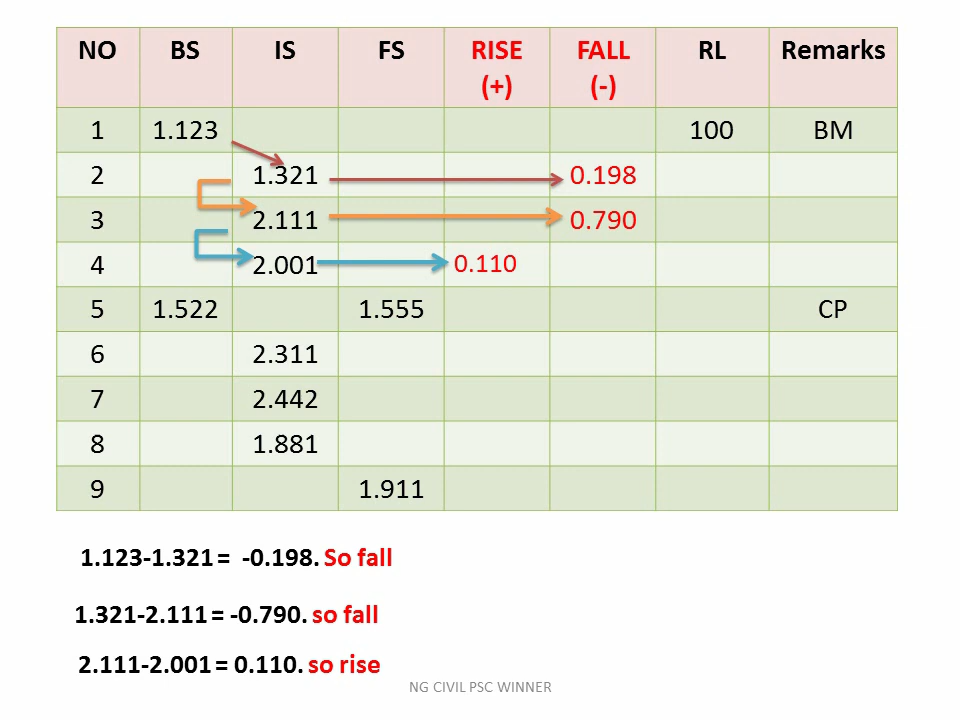 NO BS IS FS RISE (+) FALL (-) RL Remarks
1 1.123 100 BM
2 1.321 0.198
3 2.111 0.790
4 2.001 0.110
5 1.522 1.555 CP
6 2.311
7 2.442
8 1.881
9 1.911
1.123-1.321 = -0.198. So fall
1.321-2.111 = -0.790. so fall
2.111-2.001 = 0.110. so rise
NG CIVIL PSC WINNER